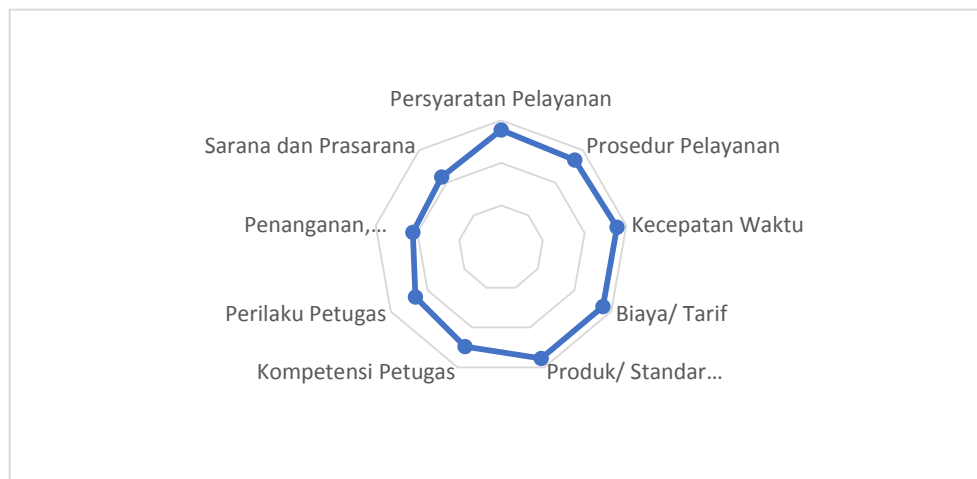 Persyaratan Pelayanan
Prosedur Pelayanan
Kecepatan Waktu
Biaya/ Tarif
Produk/ Standar...
Kompetensi Petugas
Perilaku Petugas
Penanganan,...
Sarana dan Prasarana